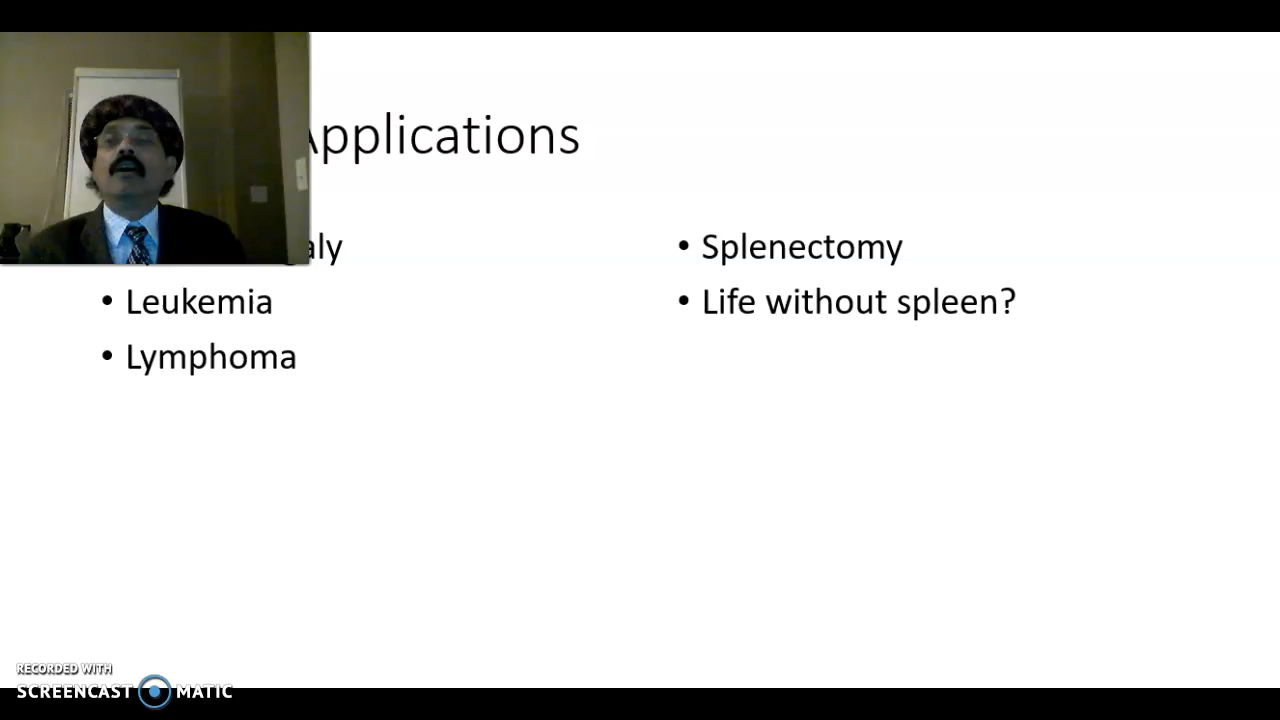 Applications
• Leukemia
• Lymphoma
• Splenectomy
• Life without spleen?
RECORDED WITH
SCREENCAST MATIC